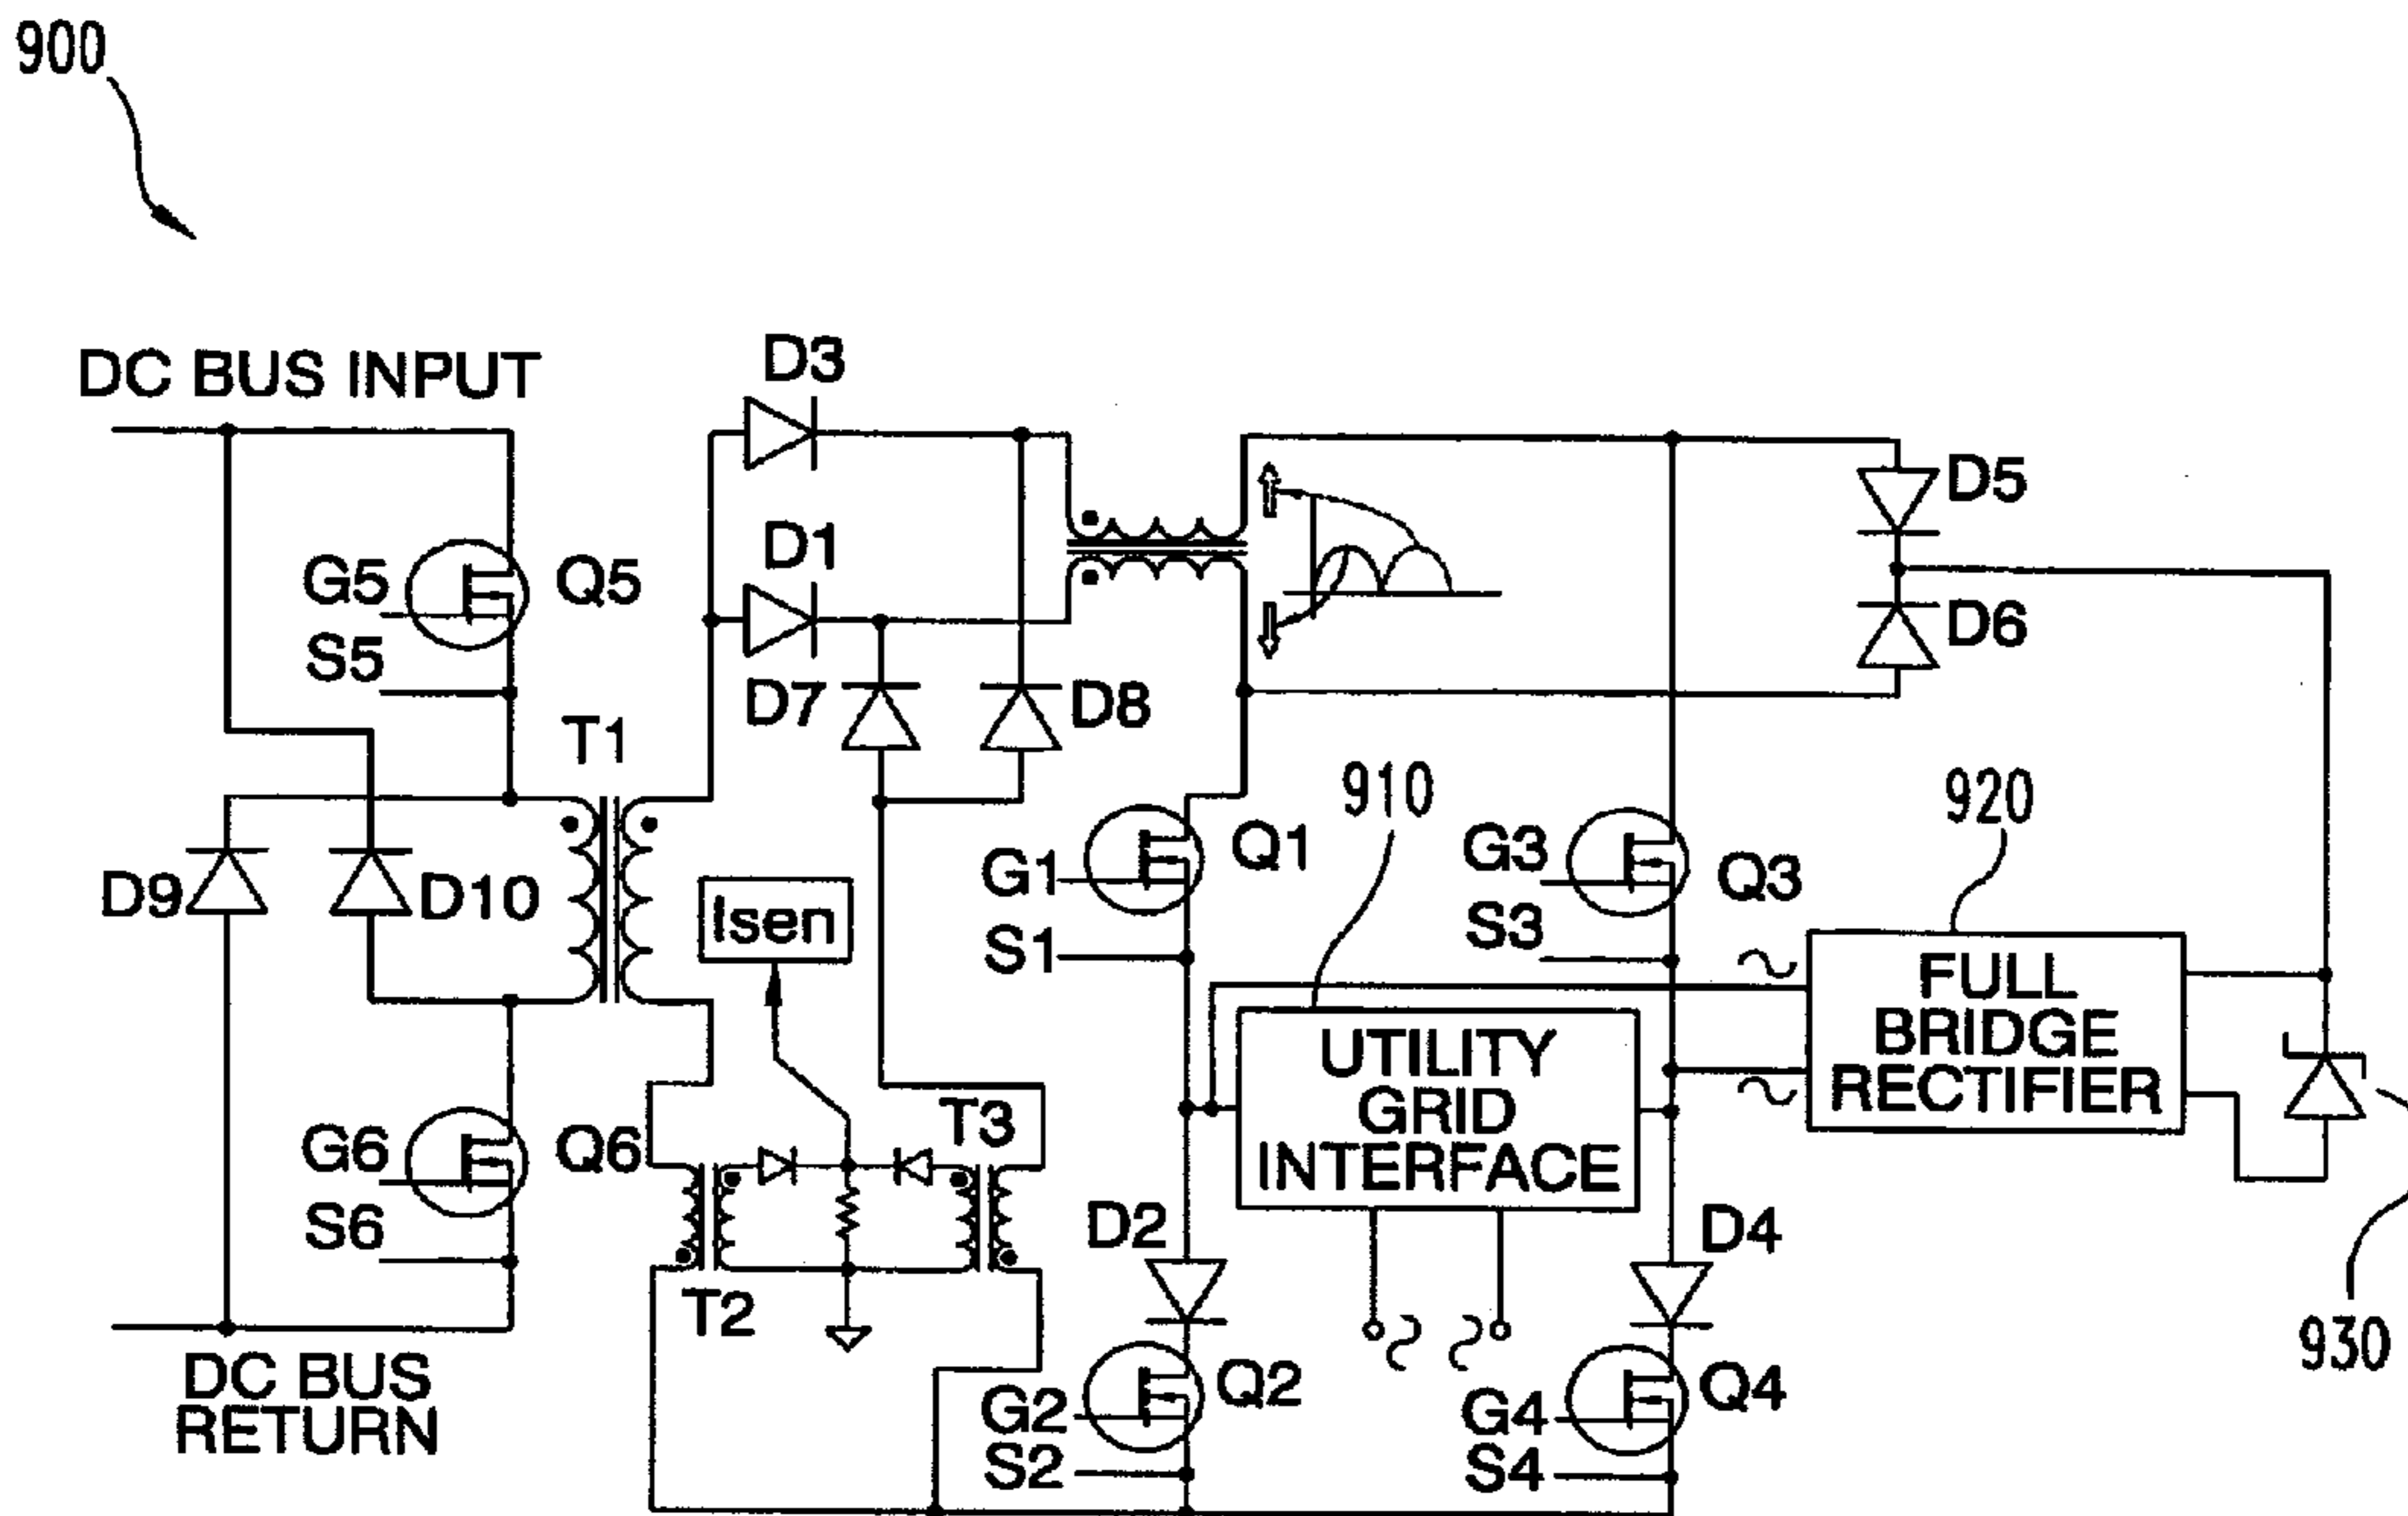 900
DC BUS INPUT
D3
D1
D5
D6
G5
Q5
S5
D7
D8
T1
910
920
D9
D10
Isen
G1
Q1
S1
G3
Q3
S3
FULL
BRIDGE
RECTIFIER
UTILITY
GRID
INTERFACE
G6
Q6
S6
T3
T2
D2
D4
930
DC BUS
RETURN
G2
Q2
S2
G4
Q4
S4